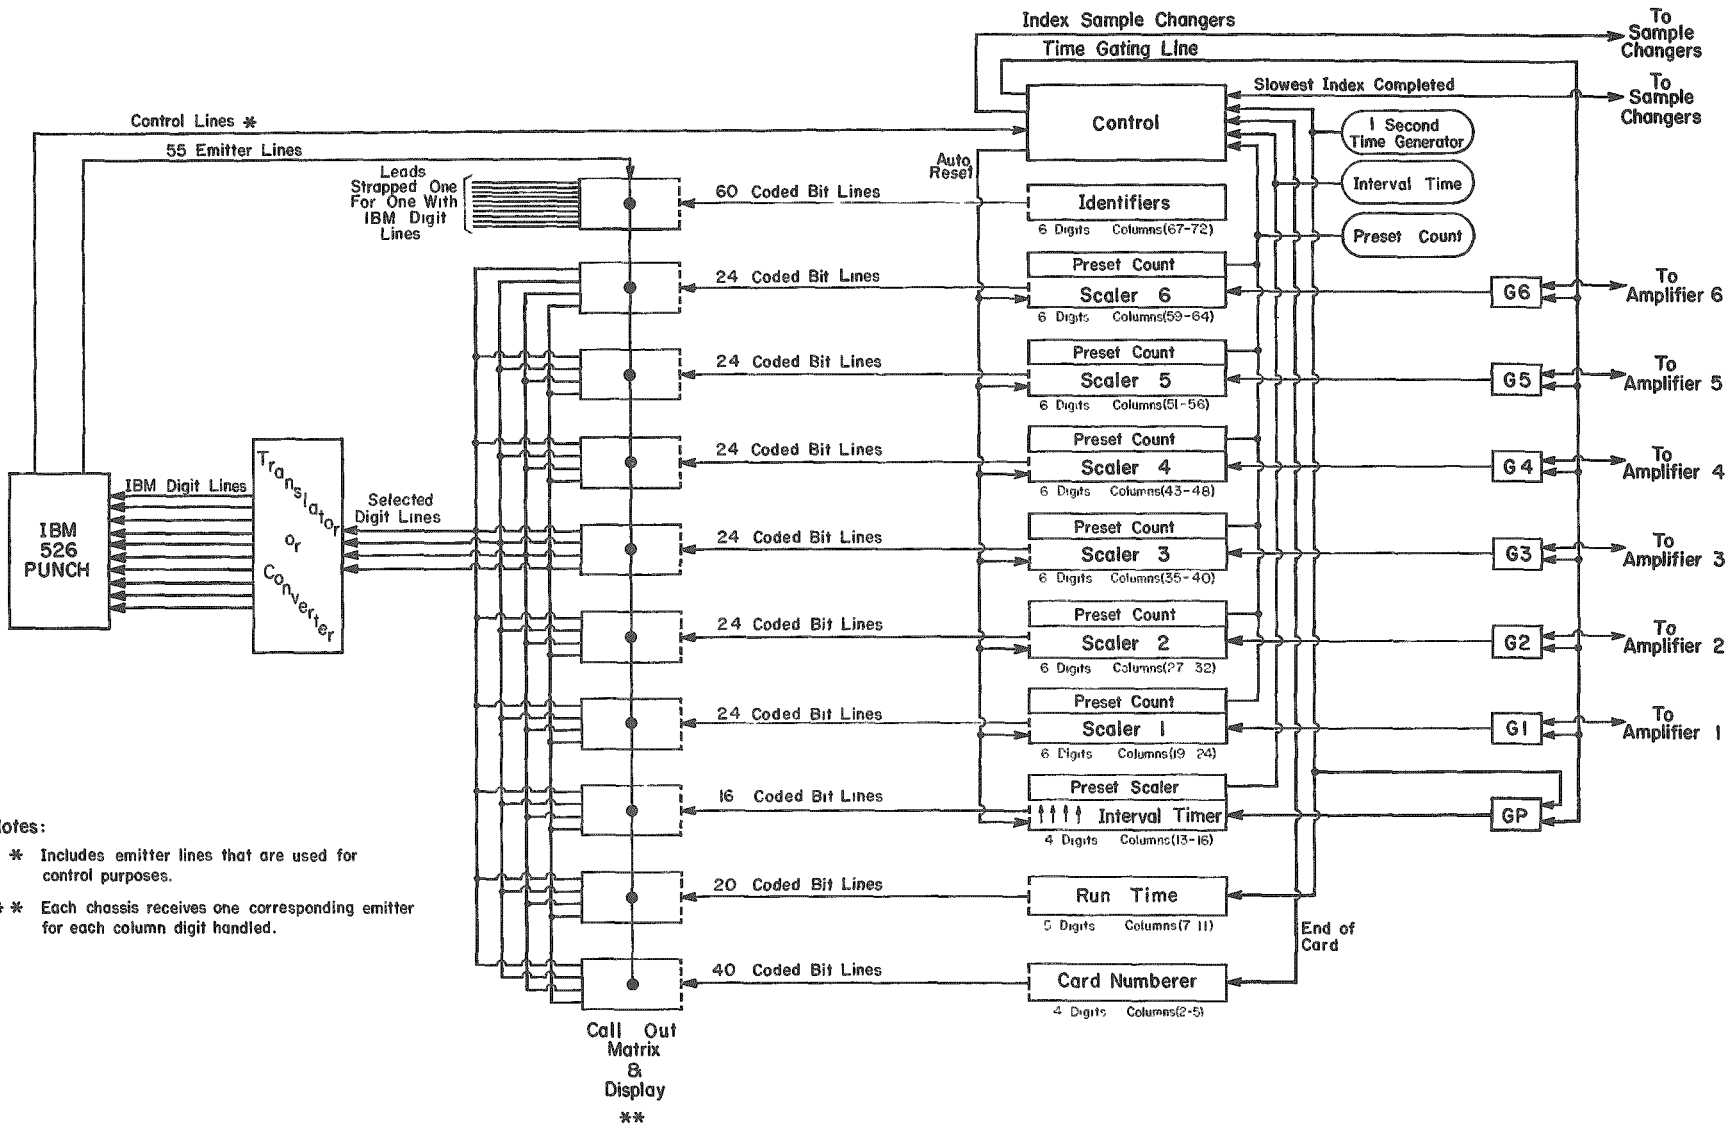 Index Sample Changers
To
Sample
Changers
Time Gating Line
Slowest Index Completed
To
Sample
Changers
Control Lines *
Control
1 Second
Time Generator
55 Emitter Lines
Auto
Reset
Leads
Strapped One
For One With
IBM Digit
Lines
60 Coded Bit Lines
Identifiers
6 Digits Columns(67-72)
Interval Time
Preset Count
24 Coded Bit Lines
Preset Count
Scaler 6
6 Digits Columns(59-64)
G6
To
Amplifier 6
24 Coded Bit Lines
Preset Count
Scaler 5
6 Digits Columns(51-56)
G5
To
Amplifier 5
24 Coded Bit Lines
Preset Count
Scaler 4
6 Digits Columns(43-48)
G4
To
Amplifier 4
IBM
526
PUNCH
IBM Digit Lines
Translator
or
Converter
Selected
Digit Lines
24 Coded Bit Lines
Preset Count
Scaler 3
6 Digits Columns(35-40)
G3
To
Amplifier 3
24 Coded Bit Lines
Preset Count
Scaler 2
6 Digits Columns(27 32)
G2
To
Amplifier 2
24 Coded Bit Lines
Preset Count
Scaler 1
6 Digits Columns(19 24)
G1
To
Amplifier 1
16 Coded Bit Lines
Preset Scaler
Interval Timer
4 Digits Columns(13-16)
GP
20 Coded Bit Lines
Run Time
5 Digits Columns(7 11)
End of
Card
40 Coded Bit Lines
Card Numberer
4 Digits Columns(2-5)
Call Out
Matrix
&
Display
**
otes:
* Includes emitter lines that are used for
control purposes.
* * Each chassis receives one corresponding emitter
for each column digit handled.